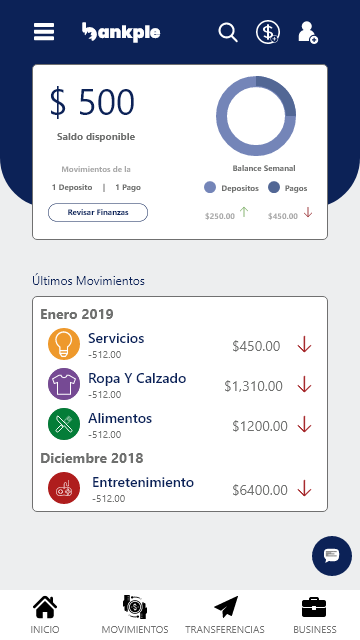 bankple
$ 500
Saldo disponible
Movimientos de la
1 Deposito | 1 Pago
Revisar Finanzas
Balance Semanal
Depositos Pagos
$250.00 $450.00
Últimos Movimientos
Enero 2019
Servicios
-512.00
$450.00
Ropa Y Calzado
-512.00
$1,310.00
Alimentos
-512.00
$1200.00
Diciembre 2018
Entretenimiento
-512.00
$6400.00
INICIO MOVIMIENTOS TRANSFERENCIAS BUSINESS